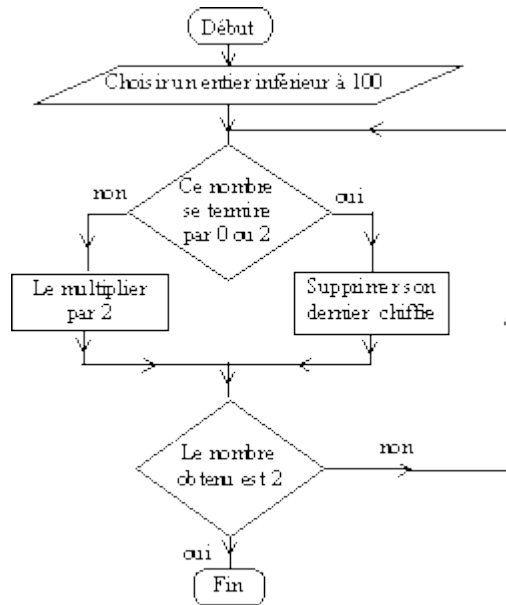 Début
Choisir un entier inférieur à 100
non
Ce nombre
se termire
par 0 ou 2
oui
Le multiplier
par 2
Supprimer son
dernier chiffre
Le nombre
obtenu est 2
non
oui
Fin